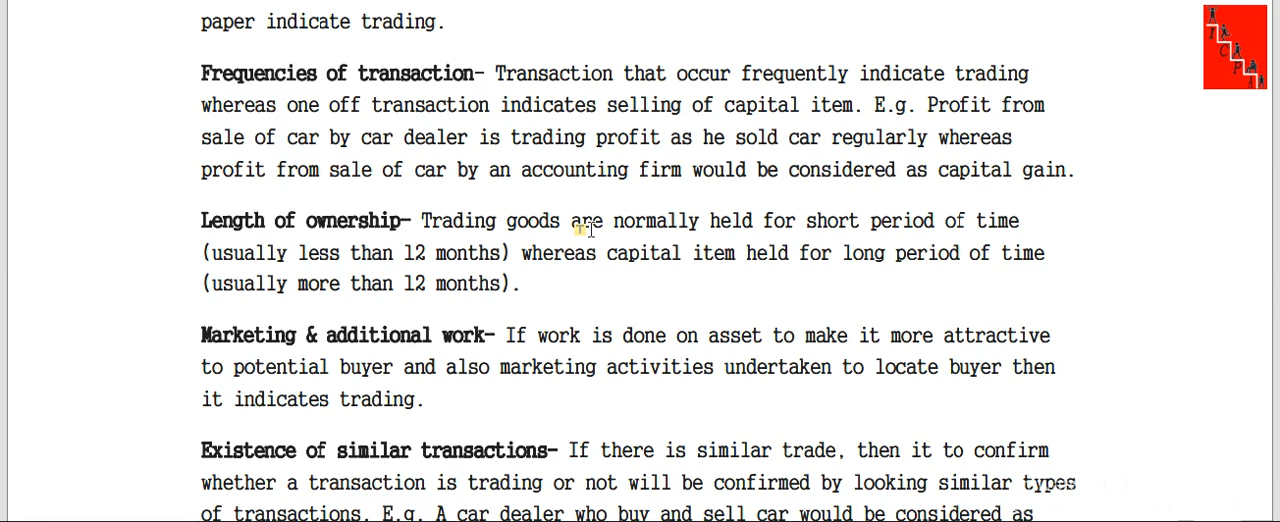 paper indicate trading.
Frequencies of transaction- Transaction that occur frequently indicate trading
whereas one off transaction indicates selling of capital item. E.g. Profit from
sale of car by car dealer is trading profit as he sold car regularly whereas
profit from sale of car by an accounting firm would be considered as capital gain.
Length of ownership- Trading goods are normally held for short period of time
(usually less than 12 months) whereas capital item held for long period of time
(usually more than 12 months).
Marketing & additional work- If work is done on asset to make it more attractive
to potential buyer and also marketing activities undertaken to locate buyer then
it indicates trading.
Existence of similar transactions- If there is similar trade, then it to confirm
whether a transaction is trading or not will be confirmed by looking similar types
of transactions. E.g. A car dealer who buy and sell car would be considered as
I
C
P
A